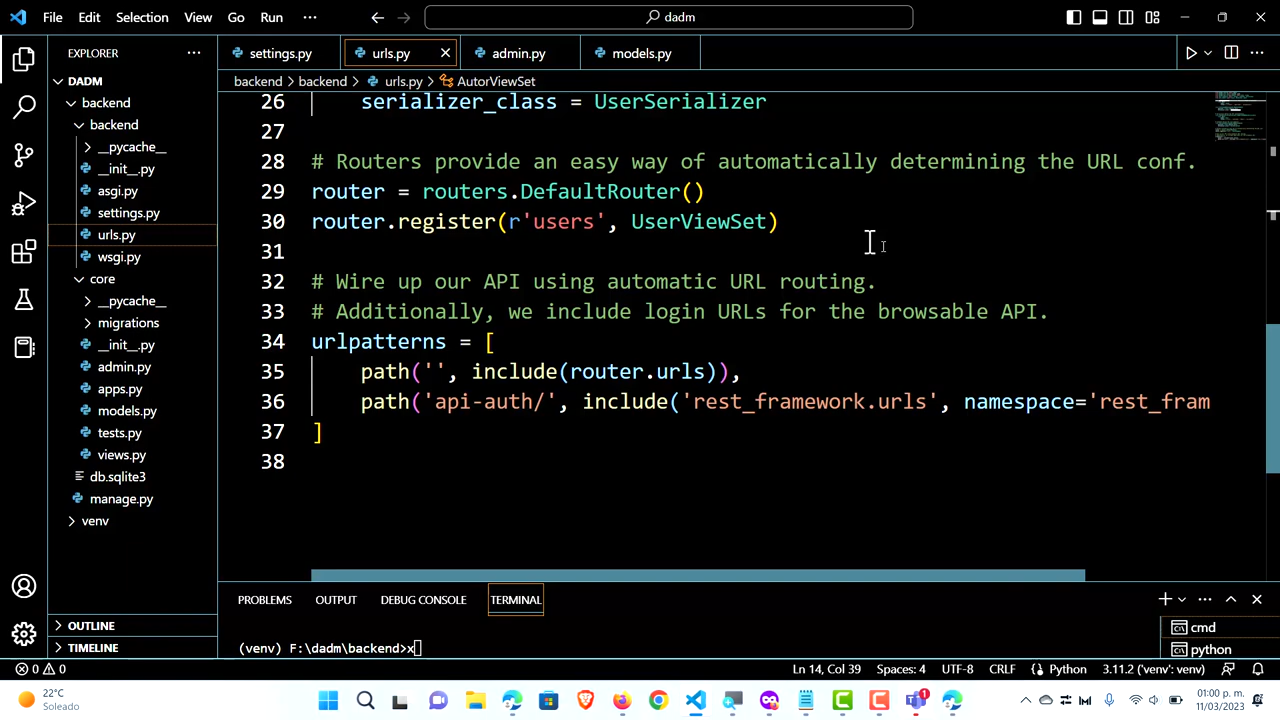 File Edit Selection View Go Run ···
dadm
EXPLORER
DADM
backend
backend
__pycache__
__init__.py
asgi.py
settings.py
urls.py
wsgi.py
core
__pycache__
migrations
__init__.py
admin.py
apps.py
models.py
tests.py
views.py
db.sqlite3
manage.py
venv
OUTLINE
TIMELINE
settings.py urls.py admin.py models.py
backend > backend > urls.py > AutorViewSet
26 serializer_class = UserSerializer
27
28 # Routers provide an easy way of automatically determining the URL conf.
29 router = routers.DefaultRouter()
30 router.register(r'users', UserViewSet)
31
32 # Wire up our API using automatic URL routing.
33 # Additionally, we include login URLs for the browsable API.
34 urlpatterns = [
35 path('', include(router.urls)),
36 path('api-auth/', include('rest_framework.urls', namespace='rest_fram
37 ]
38
PROBLEMS OUTPUT DEBUG CONSOLE TERMINAL
(venv) F:\dadm\backend>x
cmd
python
0 0 Ln 14, Col 39 Spaces: 4 UTF-8 CRLF Python 3.11.2 ('venv': venv)
22°C
Soleado
1
01:00 p. m.
11/03/2023